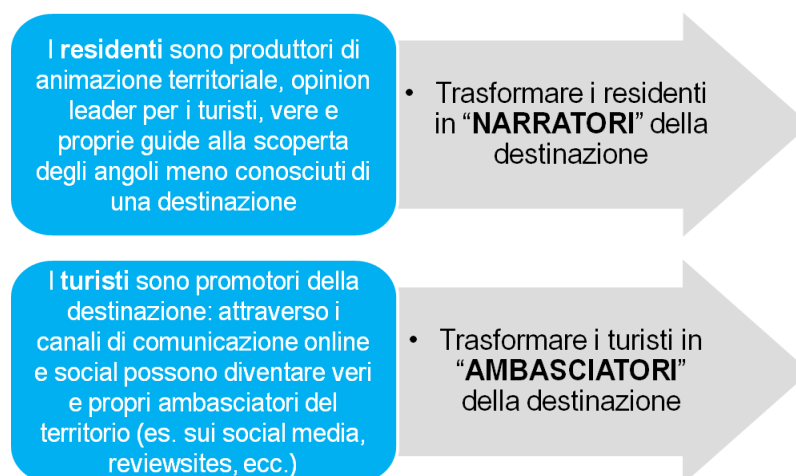 I residenti sono produttori di
animazione territoriale, opinion
leader per i turisti, vere e
proprie guide alla scoperta
degli angoli meno conosciuti di
una destinazione
• Trasformare i residenti
in “NARRATORI” della
destinazione
I turisti sono promotori della
destinazione: attraverso i
canali di comunicazione online
e social possono diventare veri
e propri ambasciatori del
territorio (es. sui social media,
reviewsites, ecc.)
• Trasformare i turisti in
“AMBASCIATORI”
della destinazione